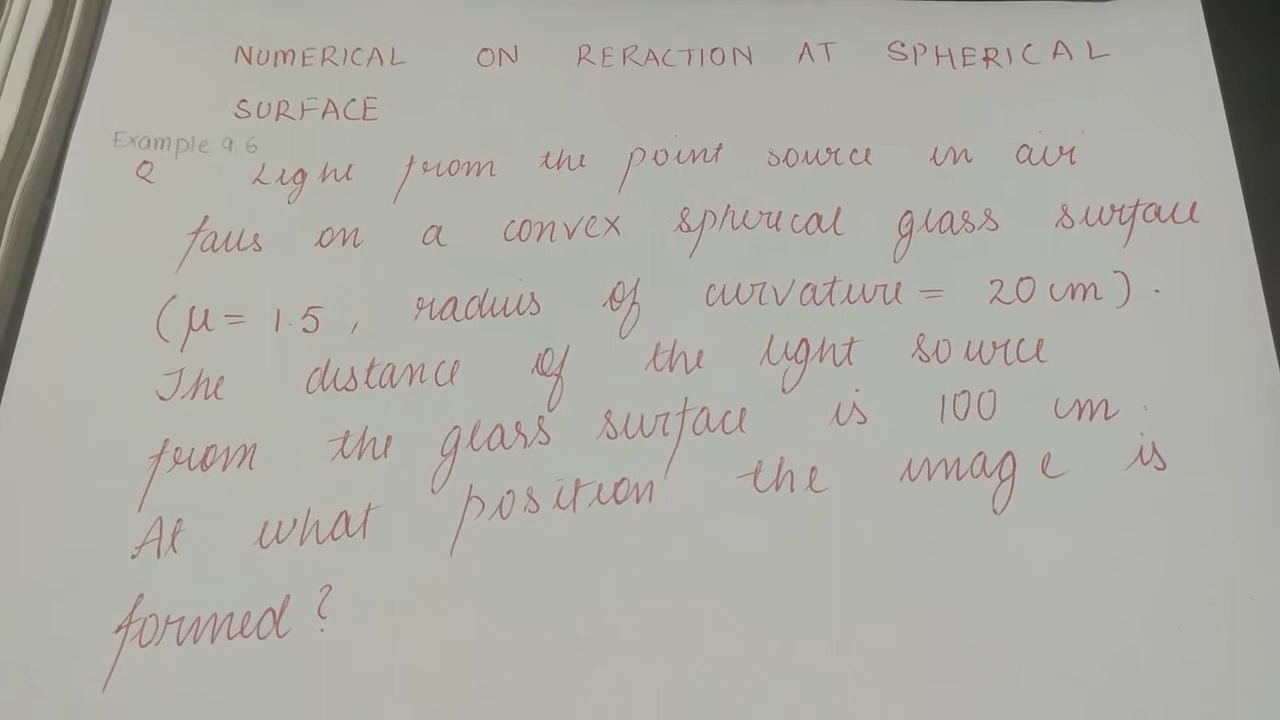 NUMERICAL ON RERACTION AT SPHERICAL
SURFACE
Example 9.6
Q Light from the point source in air
falls on a convex spherical glass surface
(μ = 1.5, radius of curvature = 20 cm).
The distance of the light source
from the glass surface is 100 cm.
At what position the image is
formed?